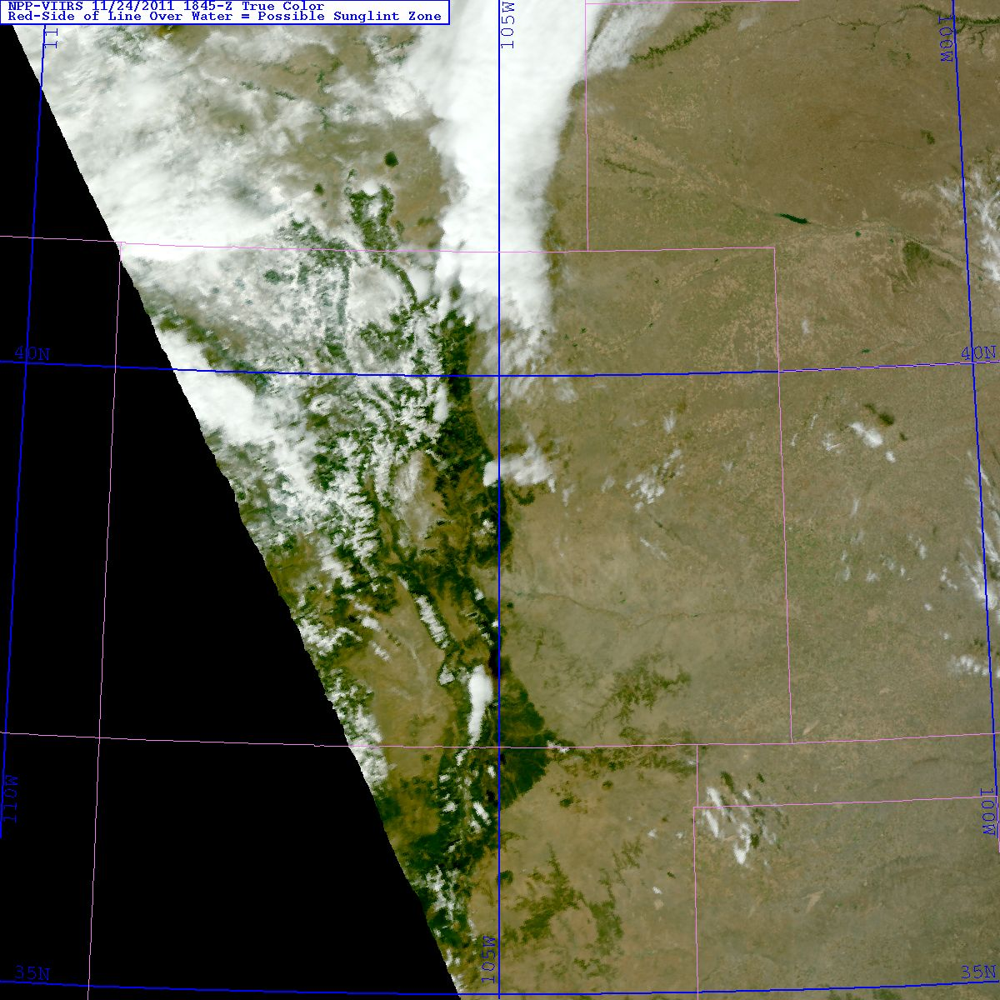 NPP-VIIRS 11/24/2011 1845-Z True Color
Red-Side of Line Over Water = Possible Sunglint Zone
11
105W
100W
40N
40N
110W
100W
105W
35N
35N